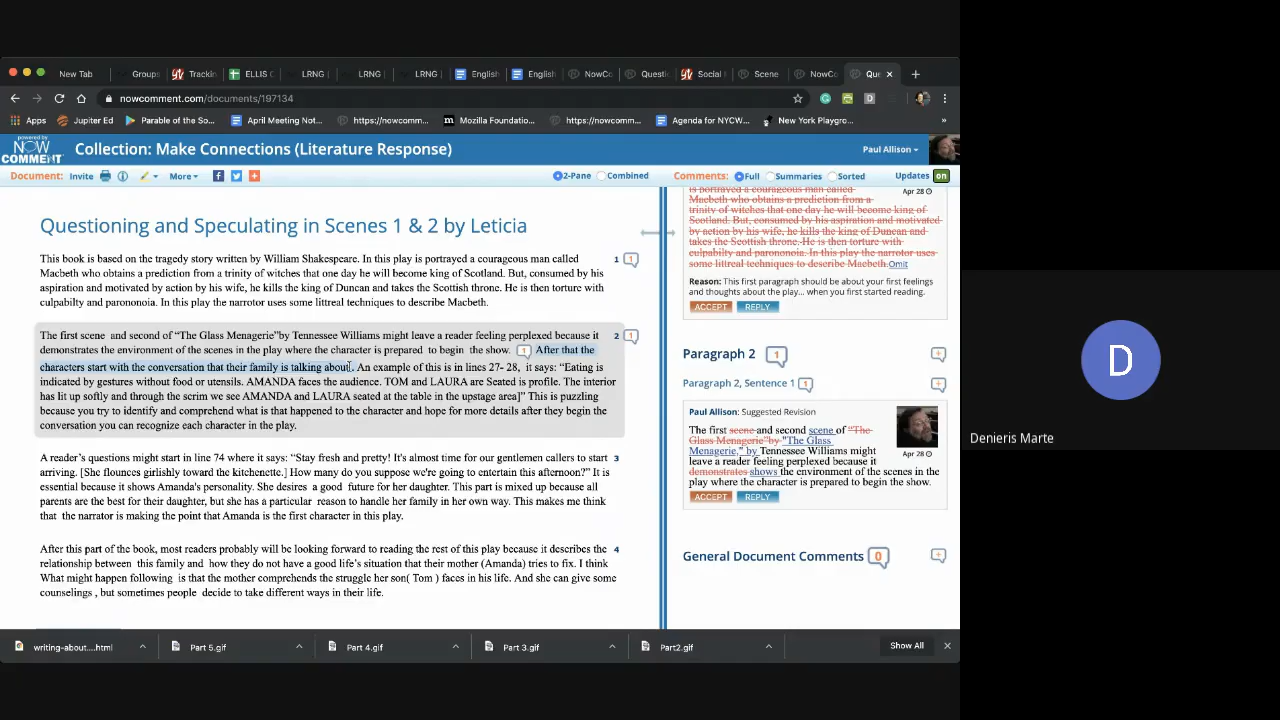 New Tab Groups Trackin ELLIS LRNG LRNG LRNG English English NowCo Questi Social Scene NowCo Que
nowcomment.com/documents/197134
Apps Jupiter Ed Parable of the So... April Meeting Not... https://nowcomm... Mozilla Foundatio... https://nowcomm... Agenda for NYCW... New York Playgro... »
powered by
NOW
COMMENT
Collection: Make Connections (Literature Response)
Paul Allison
Document: Invite More 2-Pane Combined Comments: Full Summaries Sorted Updates on
Questioning and Speculating in Scenes 1 & 2 by Leticia
This book is based on the tragedy story written by William Shakespeare. In this play is portrayed a courageous man called 1 1
Macbeth who obtains a prediction from a trinity of witches that one day he will become king of Scotland. But, consumed by his
aspiration and motivated by action by his wife, he kills the king of Duncan and takes the Scottish throne. He is then torture with
culpabilty and parononia. In this play the narrator uses some littreal techniques to describe Macbeth.
The first scene and second of “The Glass Menagerie”by Tennessee Williams might leave a reader feeling perplexed because it 2 1
demonstrates the environment of the scenes in the play where the character is prepared to begin the show. 1 After that the
characters start with the conversation that their family is talking about. An example of this is in lines 27- 28, it says: “Eating is
indicated by gestures without food or utensils. AMANDA faces the audience. TOM and LAURA are Seated is profile. The interior
has lit up softly and through the scrim we see AMANDA and LAURA seated at the table in the upstage area]” This is puzzling
because you try to identify and comprehend what is that happened to the character and hope for more details after they begin the
conversation you can recognize each character in the play.
A reader’s questions might start in line 74 where it says: “Stay fresh and pretty! It's almost time for our gentlemen callers to start 3
arriving. [She flounces girlishly toward the kitchenette.] How many do you suppose we're going to entertain this afternoon?” It is
essential because it shows Amanda's personality. She desires a good future for her daughter. This part is mixed up because all
parents are the best for their daughter, but she has a particular reason to handle her family in her own way. This makes me think
that the narrator is making the point that Amanda is the first character in this play.
After this part of the book, most readers probably will be looking forward to reading the rest of this play because it describes the 4
relationship between this family and how they do not have a good life’s situation that their mother (Amanda) tries to fix. I think
What might happen following is that the mother comprehends the struggle her son( Tom ) faces in his life. And she can give some
counselings , but sometimes people decide to take different ways in their life.
is portrayed a courageous man called
Apr 28
Macbeth who obtains a prediction from a
trinity of witches that one day he will become king of
Scotland. But, consumed by his aspiration and motivated
by action by his wife, he kills the king of Duncan and
takes the Scottish throne. He is then torture with
culpabilty and parononia. In this play the narrator uses
some littreal techniques to describe Macbeth.Omit
Reason: This first paragraph should be about your first feelings
and thoughts about the play... when you first started reading.
ACCEPT REPLY
Paragraph 2 1
Paragraph 2, Sentence 1 1
Paul Allison: Suggested Revision
The first scene and second scene of “The
Glass Menagerie”by "The Glass
Menagerie," by Tennessee Williams might
leave a reader feeling perplexed because it
Apr 28
demonstrates shows the environment of the scenes in the
play where the character is prepared to begin the show.
ACCEPT REPLY
General Document Comments 0
writing-about....html Part 5.gif Part 4.gif Part 3.gif Part2.gif Show All
D
Denieris Marte